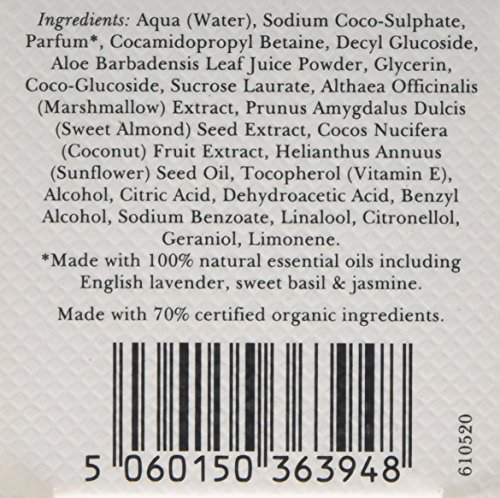 Ingredients: Aqua (Water), Sodium Coco-Sulphate,
Parfum*, Cocamidopropyl Betaine, Decyl Glucoside,
Aloe Barbadensis Leaf Juice Powder, Glycerin,
Coco-Glucoside, Sucrose Laurate, Althaea Officinalis
(Marshmallow) Extract, Prunus Amygdalus Dulcis
(Sweet Almond) Seed Extract, Cocos Nucifera
(Coconut) Fruit Extract, Helianthus Annuus
(Sunflower) Seed Oil, Tocopherol (Vitamin E),
Alcohol, Citric Acid, Dehydroacetic Acid, Benzyl
Alcohol, Sodium Benzoate, Linalool, Citronellol,
Geraniol, Limonene.
*Made with 100% natural essential oils including
English lavender, sweet basil & jasmine.
Made with 70% certified organic ingredients.
5 060150 363948
610520